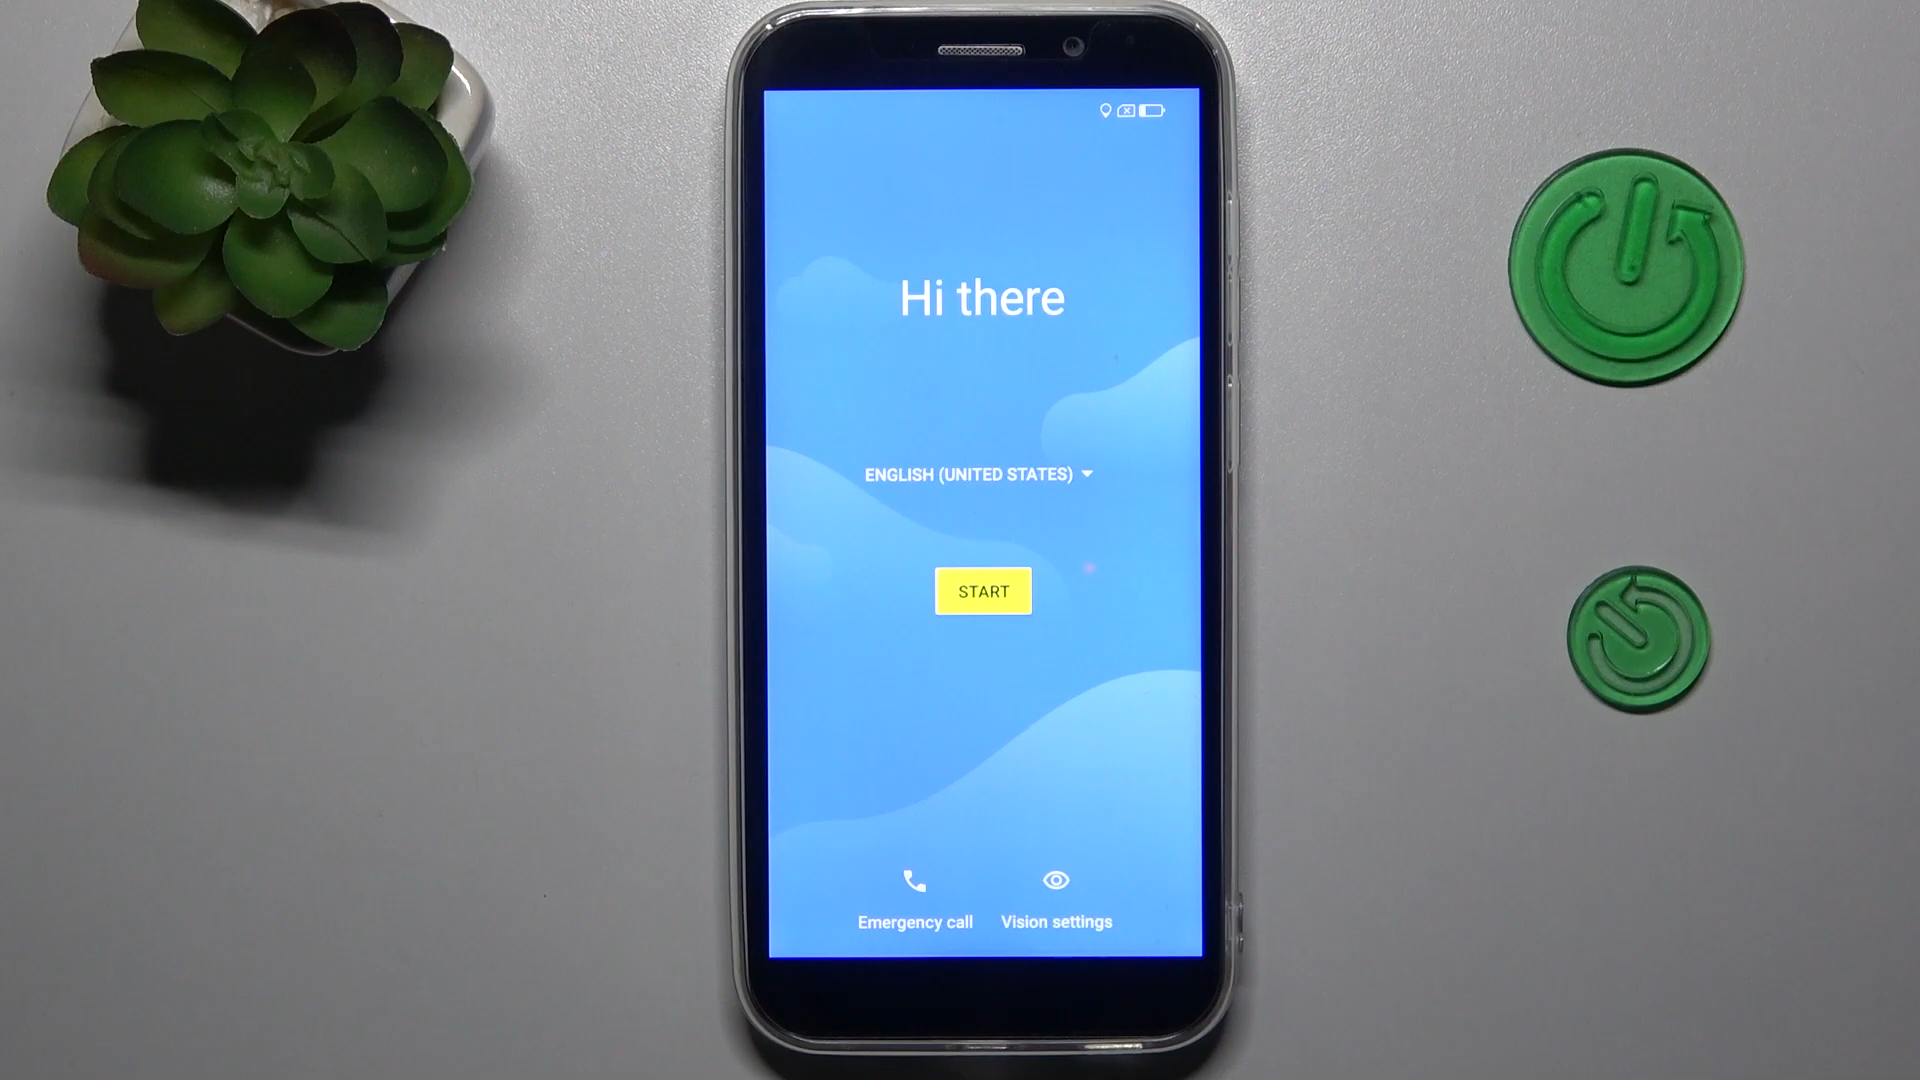 Hi there
ENGLISH (UNITED STATES)
START
Emergency call
Vision settings